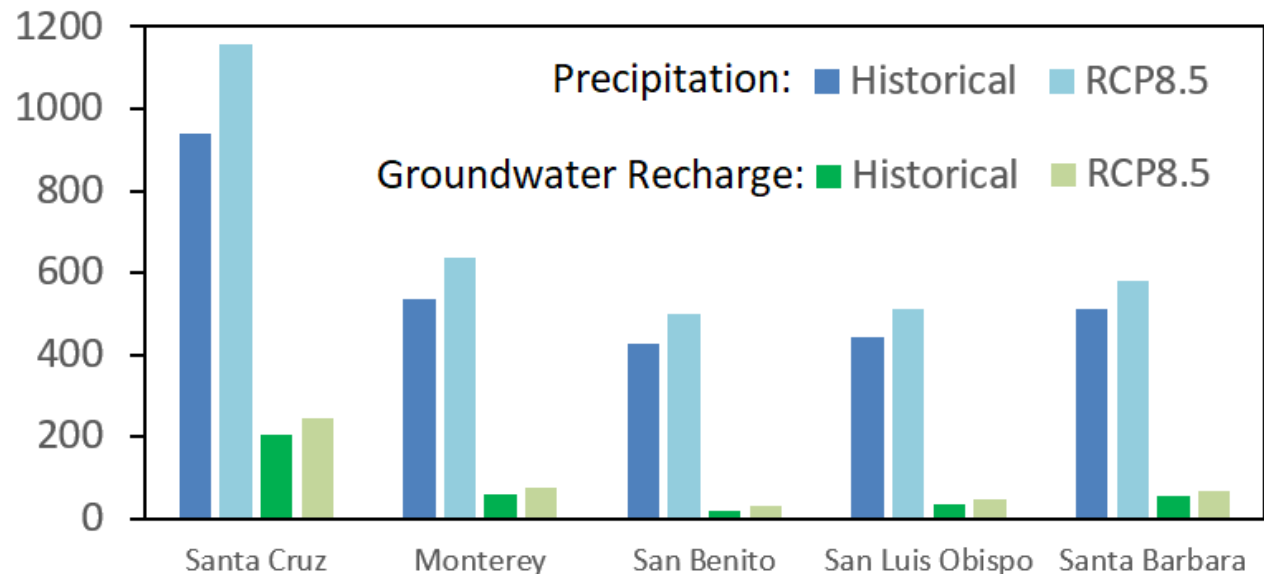 1200
Precipitation: Historical RCP8.5
1000
Groundwater Recharge: Historical RCP8.5
800
600
400
200
0
Santa Cruz Monterey San Benito San Luis Obispo Santa Barbara